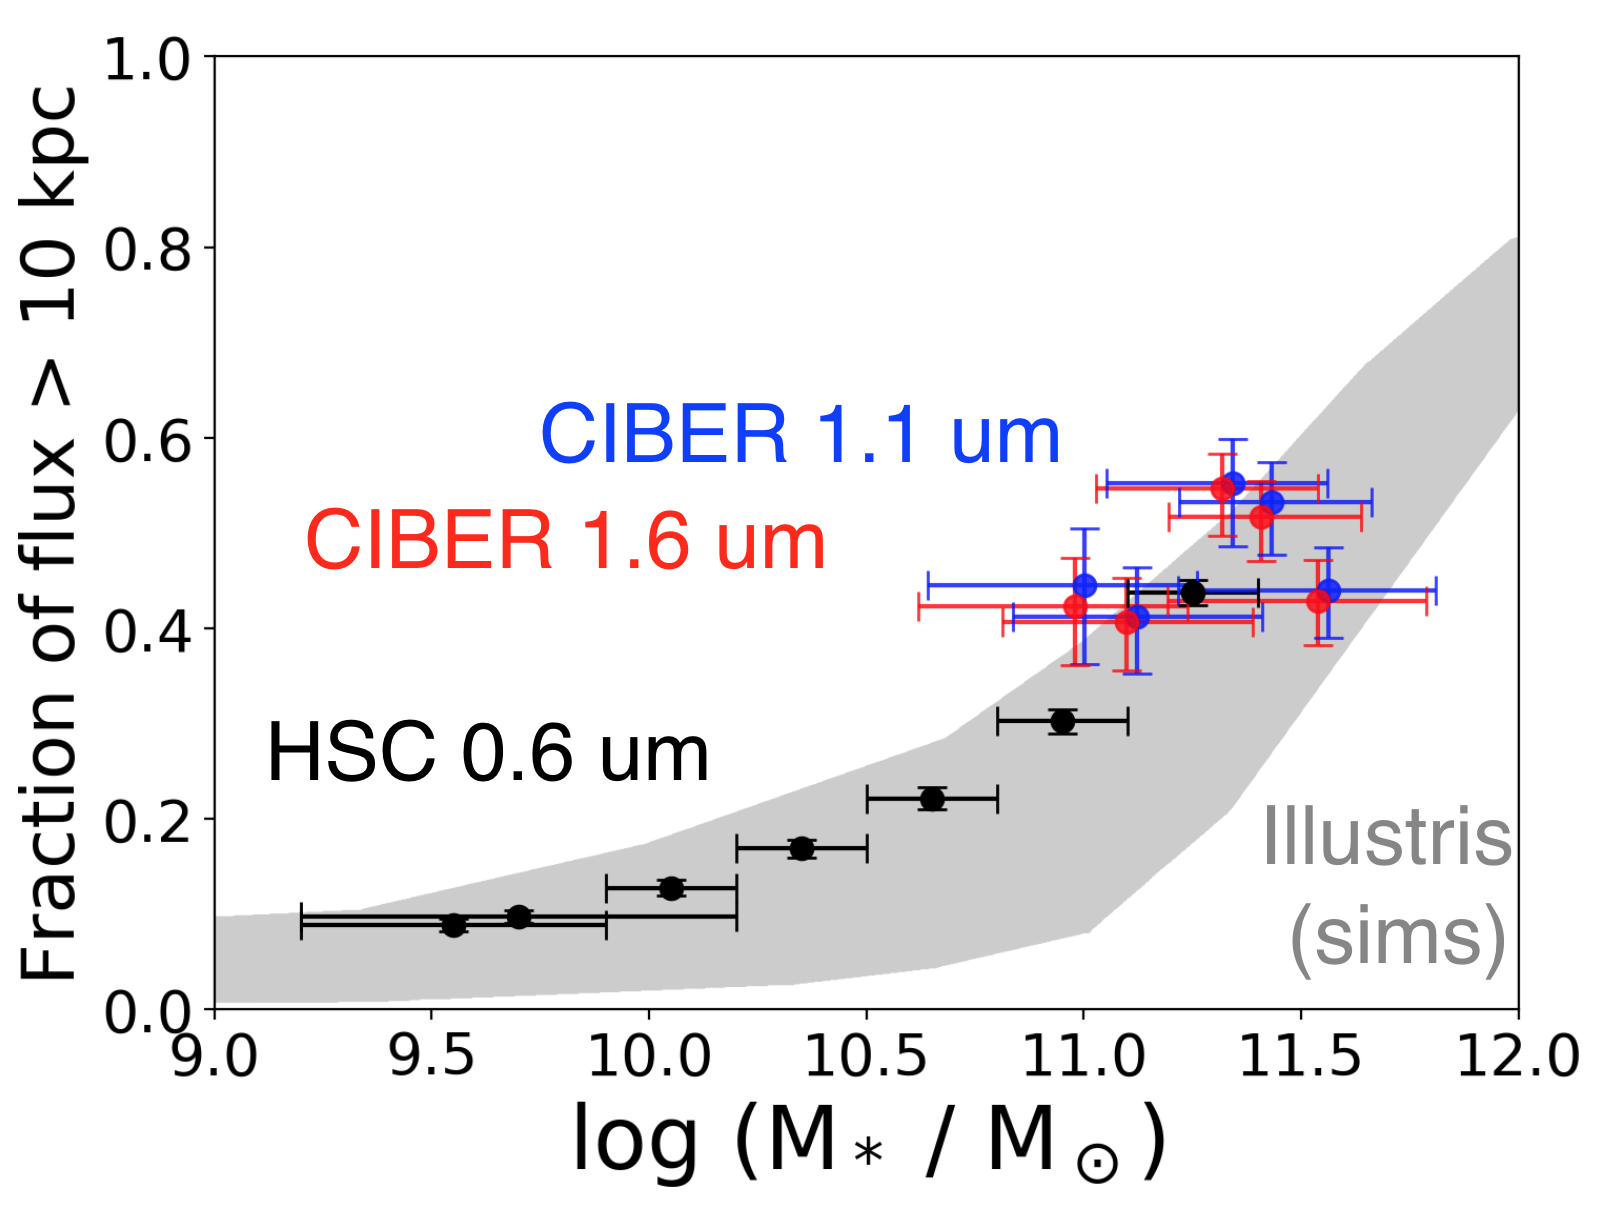 1.0
0.8
0.6
0.4
0.2
0.0
Fraction of flux > 10 kpc
CIBER 1.1 um
CIBER 1.6 um
HSC 0.6 um
Illustris
(sims)
9.0 9.5 10.0 10.5 11.0 11.5 12.0
log (M* / M⊙)